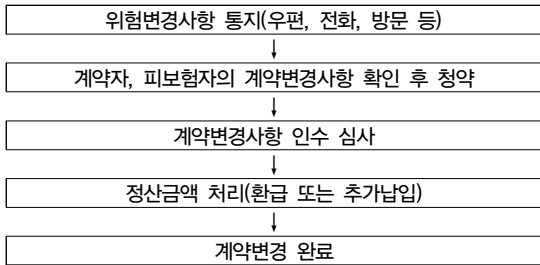 위험변경사항 통지(우편, 전화, 방문 등)
계약자, 피보험자의 계약변경사항 확인 후 청약
계약변경사항 인수 심사
정산금액 처리(환급 또는 추가납입)
계약변경 완료